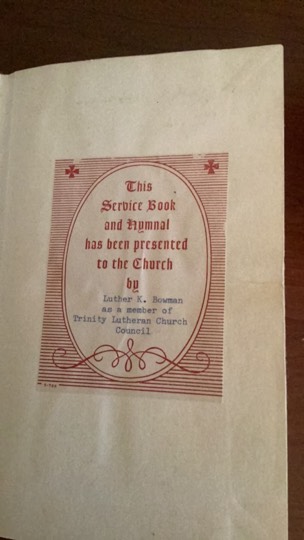 This
Service Book
and Hymnal
has been presented
to the Church
by
Luther K. Bowman
as a member of
Trinity Lutheran Church
Council